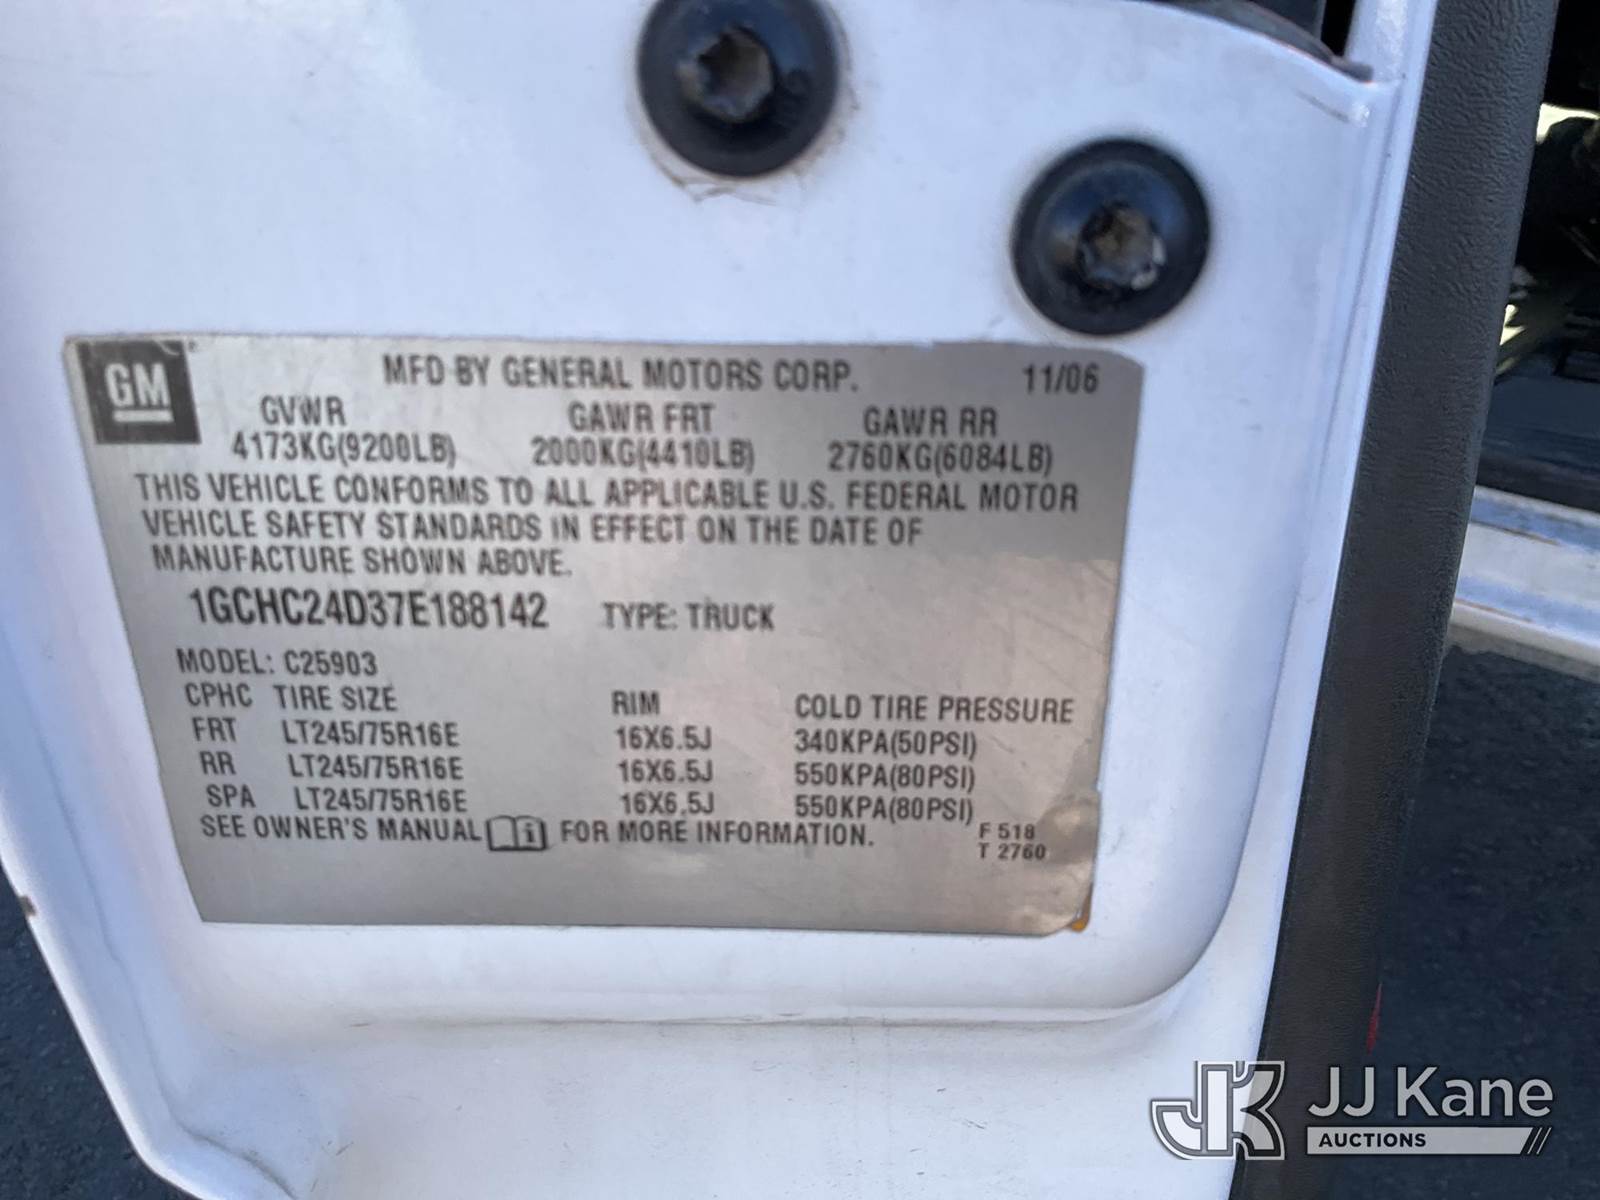 GM MFD BY GENERAL MOTORS CORP. 11/06
GVWR GAWR FRT GAWR RR
4173KG(9200LB) 2000KG(4410LB) 2760KG(6084LB)
THIS VEHICLE CONFORMS TO ALL APPLICABLE U.S. FEDERAL MOTOR
VEHICLE SAFETY STANDARDS IN EFFECT ON THE DATE OF
MANUFACTURE SHOWN ABOVE.
1GCHC24D37E188142 TYPE: TRUCK
MODEL: C25903
CPHC TIRE SIZE RIM COLD TIRE PRESSURE
FRT LT245/75R16E 16X6.5J 340KPA(50PSI)
RR LT245/75R16E 16X6.5J 550KPA(80PSI)
SPA LT245/75R16E 16X6.5J 550KPA(80PSI)
SEE OWNER'S MANUAL i FOR MORE INFORMATION. F 518
T 2760
JK JJ Kane
AUCTIONS